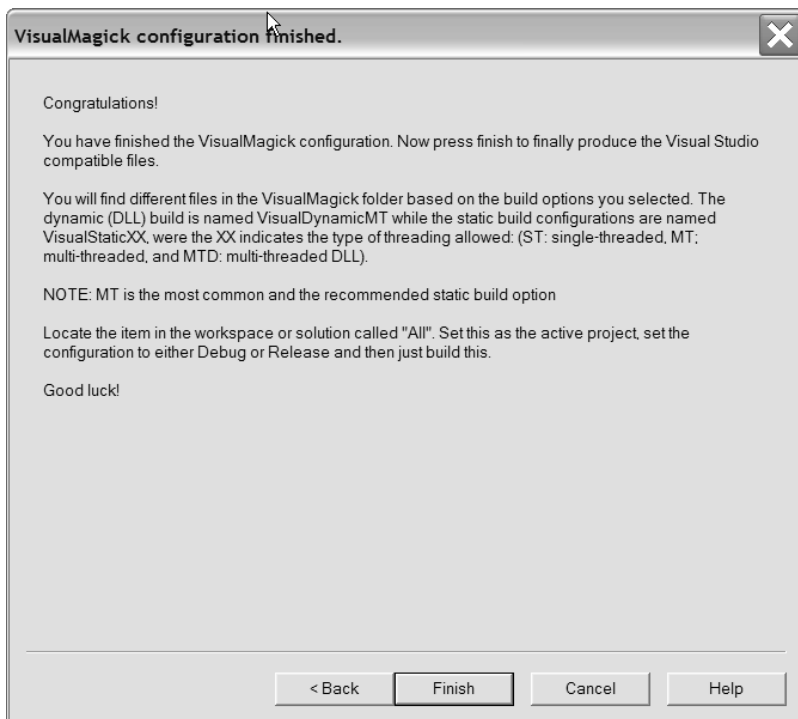 VisualMagick configuration finished.
Congratulations!
You have finished the VisualMagick configuration. Now press finish to finally produce the Visual Studio
compatible files.
You will find different files in the VisualMagick folder based on the build options you selected. The
dynamic (DLL) build is named VisualDynamicMT while the static build configurations are named
VisualStaticXX, were the XX indicates the type of threading allowed: (ST: single-threaded, MT;
multi-threaded, and MTD: multi-threaded DLL).
NOTE: MT is the most common and the recommended static build option
Locate the item in the workspace or solution called "All". Set this as the active project, set the
configuration to either Debug or Release and then just build this.
Good luck!
< Back Finish Cancel Help